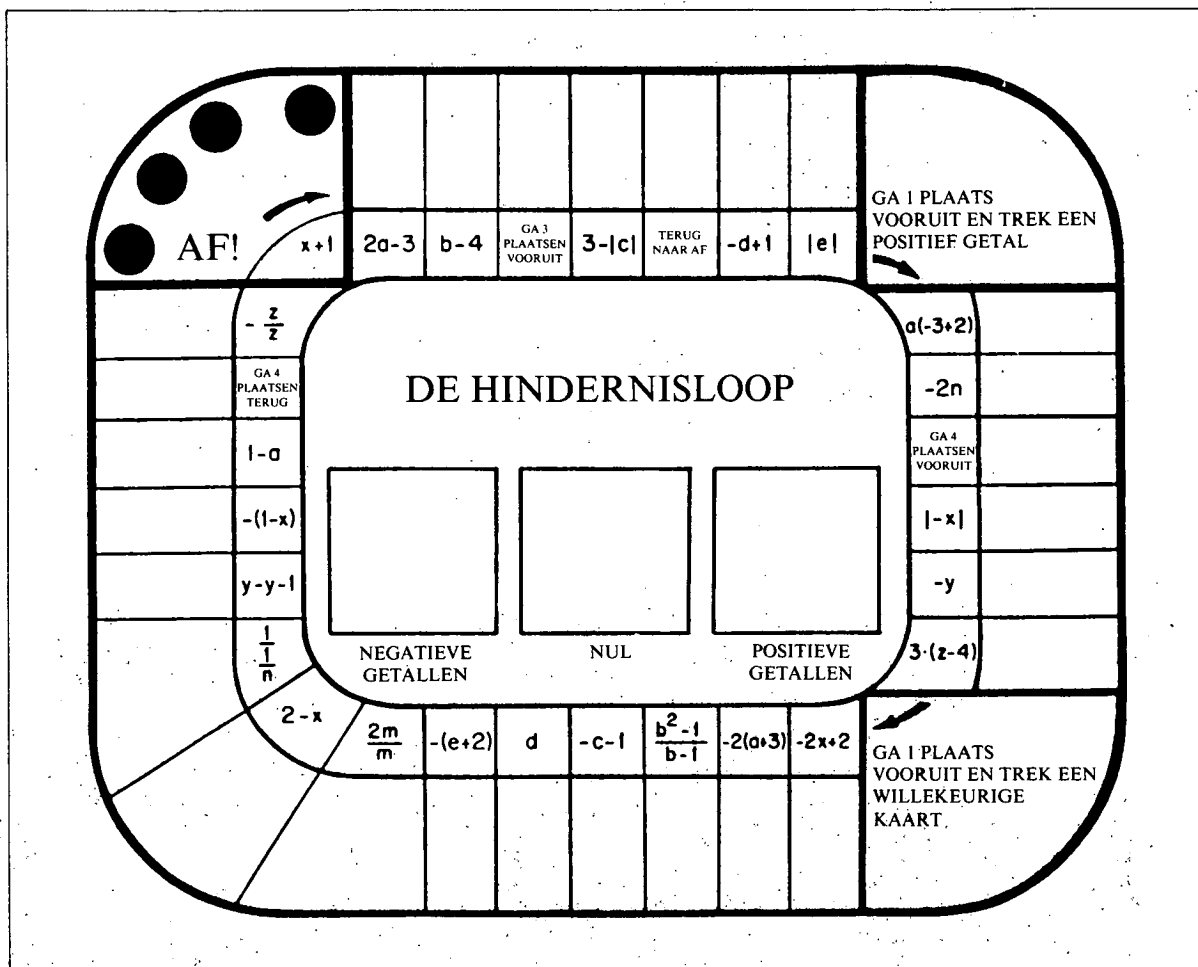 AF!
x+1
2a-3
b-4
GA 3
PLAATSEN
VOORUIT
3-|c|
TERUG
NAAR AF
-d+1
|e|
GA 1 PLAATS
VOORUIT EN TREK EEN
POSITIEF GETAL
a(-3+2)
-2n
GA 4
PLAATSEN
VOORUIT
|-x|
-y
3·(z-4)
GA 1 PLAATS
VOORUIT EN TREK EEN
WILLEKEURIGE
KAART
-2x+2
-2(a+3)
b²-1
b-1
-c-1
d
-(e+2)
2m
m
2-x
1
1
n
y-y-1
-(1-x)
1-a
GA 4
PLAATSEN
TERUG
- z
z
DE HINDERNISLOOP
NEGATIEVE
GETALLEN
NUL
POSITIEVE
GETALLEN